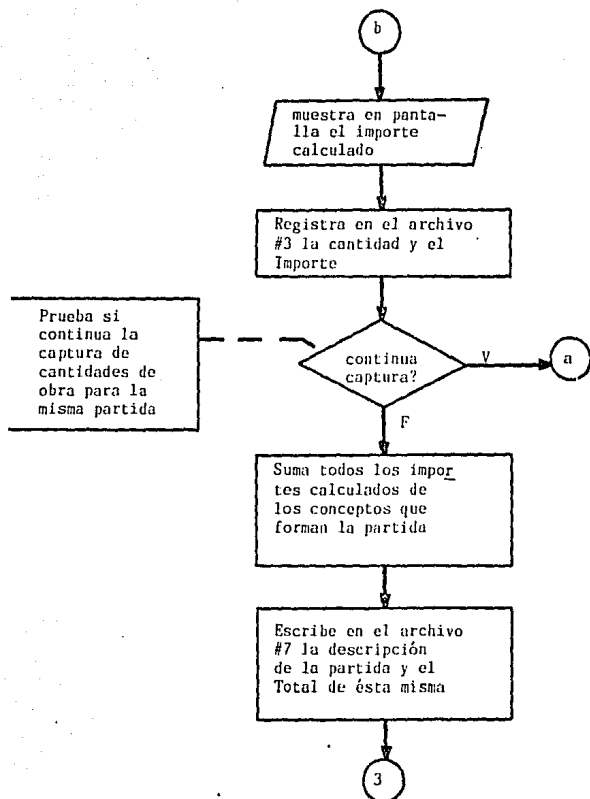 b
muestra en panta-
lla el importe
calculado
Registra en el archivo
#3 la cantidad y el
Importe
Prueba si
continua la
captura de
cantidades de
obra para la
misma partida
continua
captura?
V
a
F
Suma todos los impor
tes calculados de
los conceptos que
forman la partida
Escribe en el archivo
#7 la descripción
de la partida y el
Total de ésta misma
3